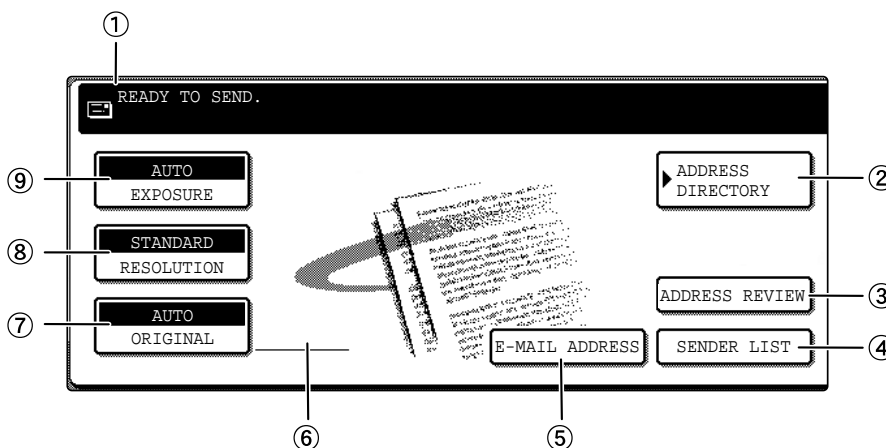 ①
READY TO SEND.
⑨
AUTO
EXPOSURE
ADDRESS
DIRECTORY
②
⑧
STANDARD
RESOLUTION
⑦
AUTO
ORIGINAL
ADDRESS REVIEW
③
E-MAIL ADDRESS
SENDER LIST
④
⑥
⑤